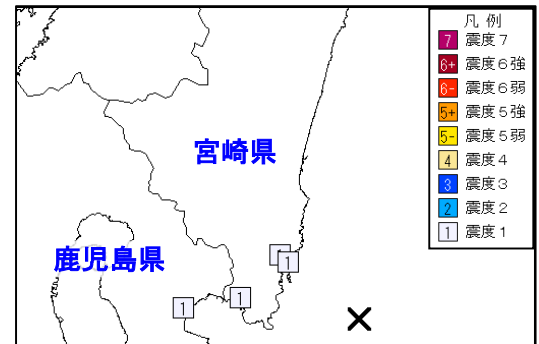 凡 例
7 震度７
6+ 震度６強
6- 震度６弱
5+ 震度５強
5- 震度５弱
4 震度４
3 震度３
2 震度２
1 震度１
宮崎県
鹿児島県
1
1
1